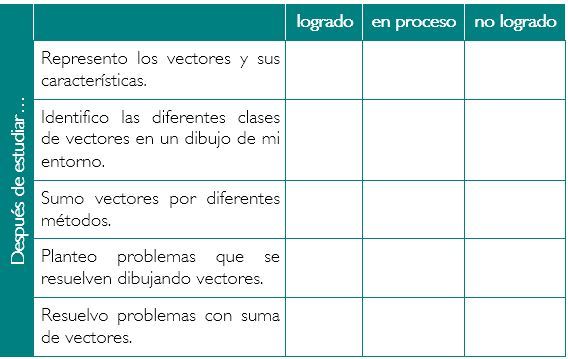 logrado en proceso no logrado
Después de estudiar...
Represento los vectores y sus
características.
Identifico las diferentes clases
de vectores en un dibujo de mi
entorno.
Sumo vectores por diferentes
métodos.
Planteo problemas que se
resuelven dibujando vectores.
Resuelvo problemas con suma
de vectores.